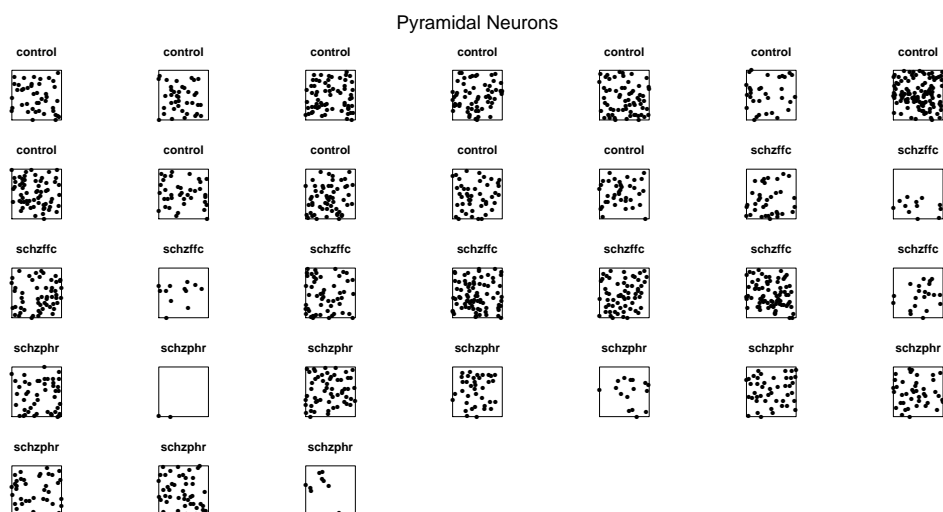 Pyramidal Neurons
control control control control control control control
control control control control control schzffc schzffc
schzffc schzffc schzffc schzffc schzffc schzffc schzffc
schzphr schzphr schzphr schzphr schzphr schzphr schzphr
schzphr schzphr schzphr